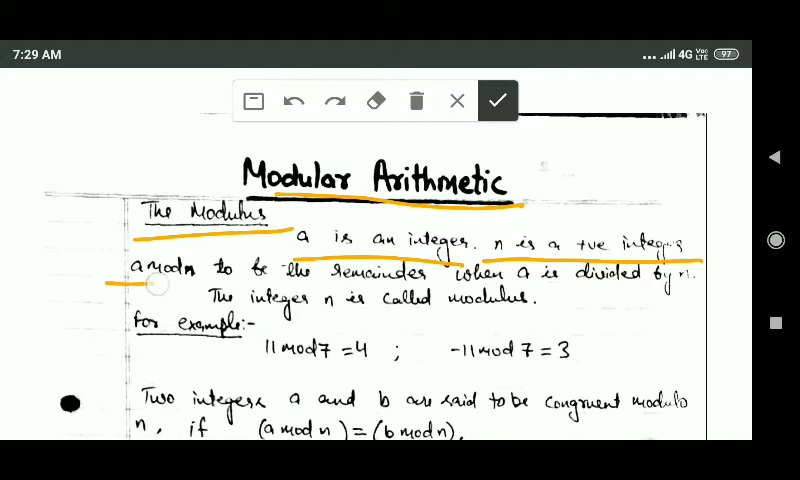 7:29 AM 4G Vo) LTE 97
Modular Arithmetic
The Modulus
a is an integer. n is a +ve integer
a mod n to be the remainder when a is divided by n.
The integer n is called modulus.
for example:-
11 mod 7 = 4 ; -11 mod 7 = 3
Two integers a and b are said to be congruent modulo
n, if (a mod n) = (b mod n).